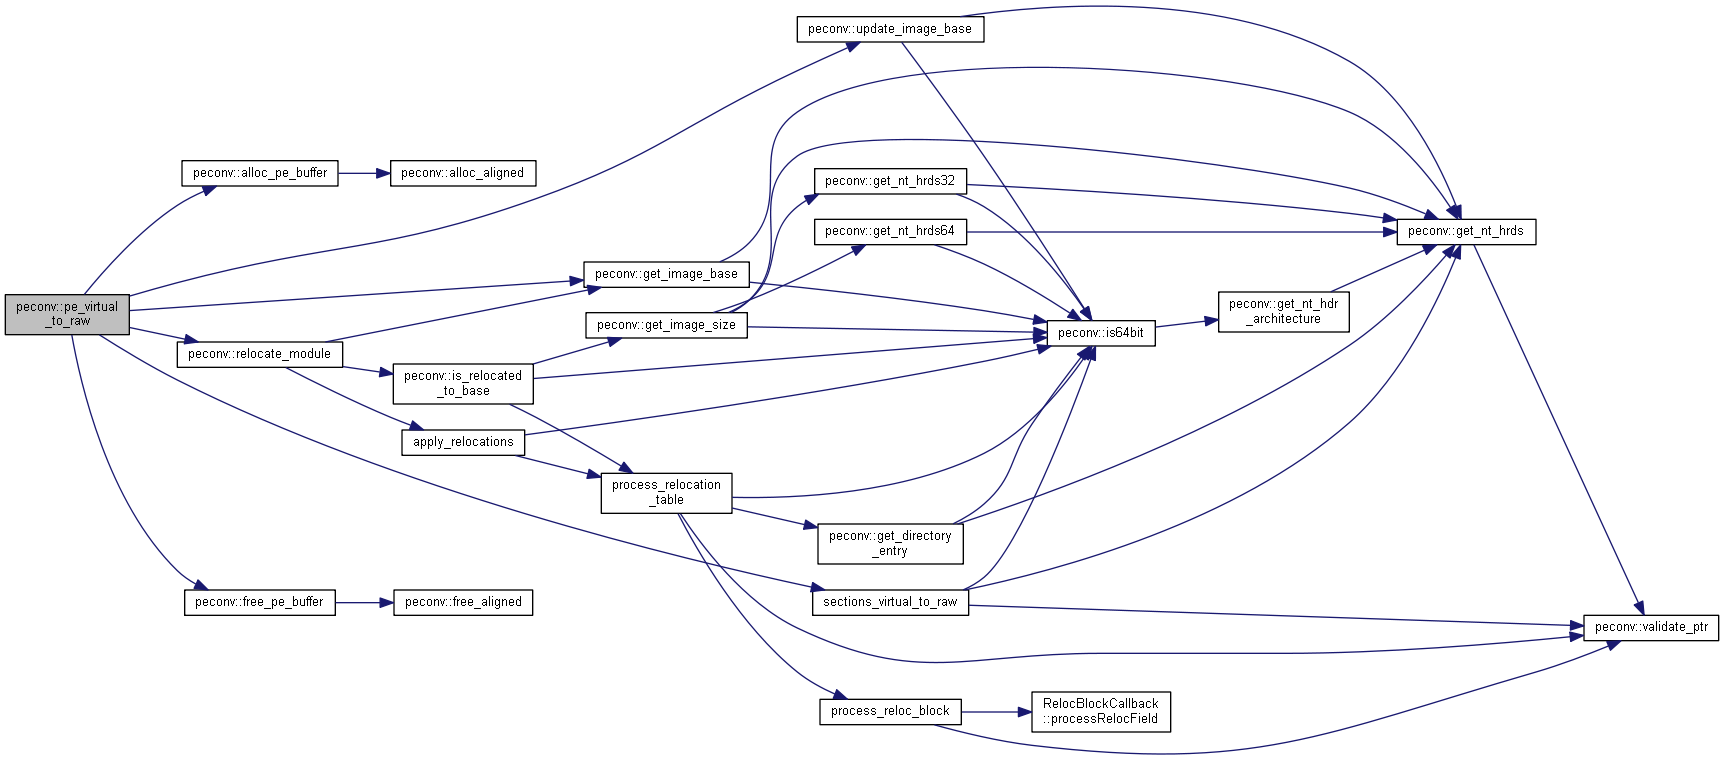 peconv::update_image_base
peconv::alloc_pe_buffer
peconv::alloc_aligned
peconv::get_nt_hrds32
peconv::get_nt_hrds64
peconv::get_nt_hrds
peconv::get_image_base
peconv::pe_virtual
_to_raw
peconv::get_image_size
peconv::get_nt_hdr
_architecture
peconv::is64bit
peconv::relocate_module
peconv::is_relocated
_to_base
apply_relocations
process_relocation
_table
peconv::get_directory
_entry
peconv::free_pe_buffer
peconv::free_aligned
sections_virtual_to_raw
peconv::validate_ptr
process_reloc_block
RelocBlockCallback
::processRelocField